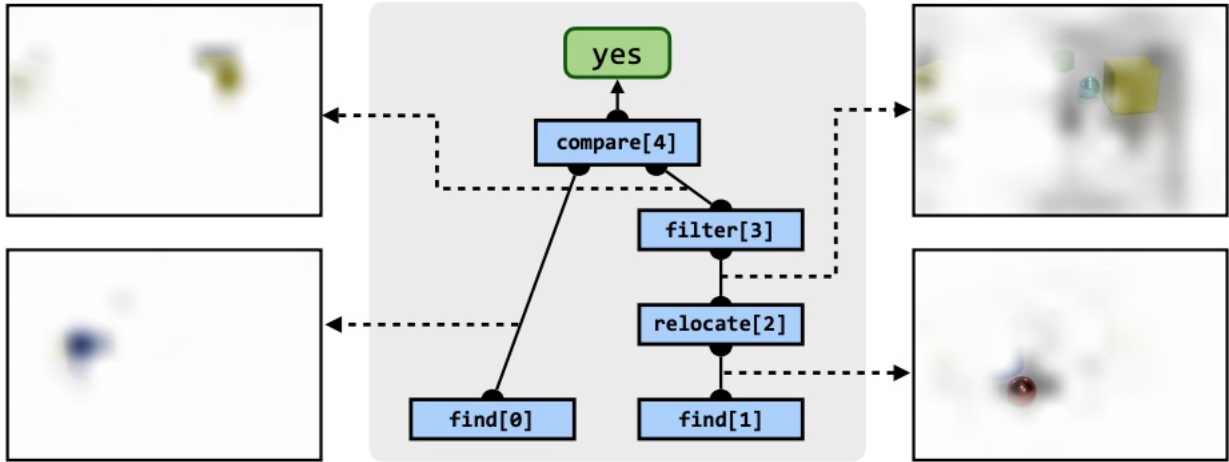 yes
compare[4]
filter[3]
relocate[2]
find[0]
find[1]